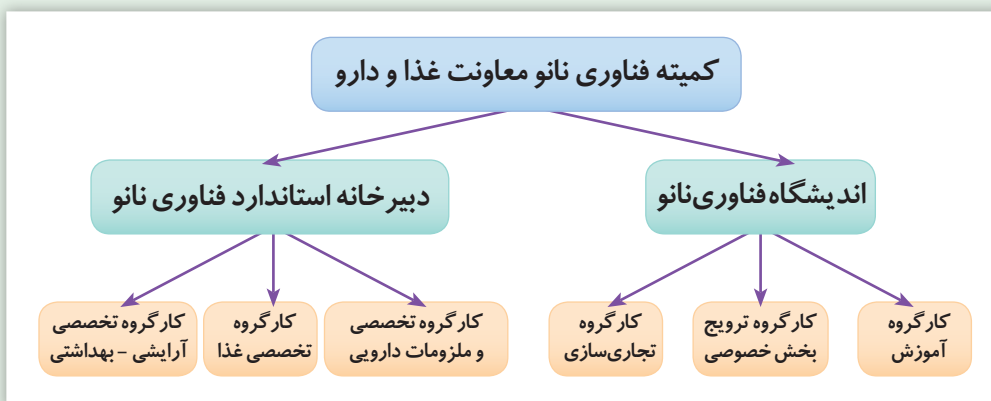 کمیته فناوری نانو معاونت غذا و دارو
اندیشگاه فناوری‌نانو
دبیرخانه استاندارد فناوری نانو
کارگروه
آموزش
کارگروه ترویج
بخش خصوصی
کارگروه
تجاری‌سازی
کارگروه تخصصی
و ملزومات دارویی
کارگروه
تخصصی غذا
کارگروه تخصصی
آرایشی – بهداشتی